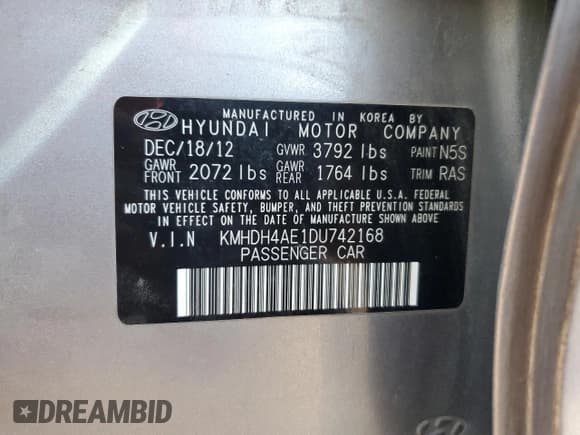 MANUFACTURED IN KOREA BY
HYUNDAI MOTOR COMPANY
DEC/18/12 GVWR 3792 lbs PAINT N5S
GAWR FRONT 2072 lbs GAWR REAR 1764 lbs TRIM RAS
THIS VEHICLE CONFORMS TO ALL APPLICABLE U.S.A. FEDERAL
MOTOR VEHICLE SAFETY, BUMPER, AND THEFT PREVENTION
STANDARDS IN EFFECT ON THE DATE OF MANUFACTURE
SHOWN ABOVE
V.I.N KMHDH4AE1DU742168
PASSENGER CAR
DREAMBID